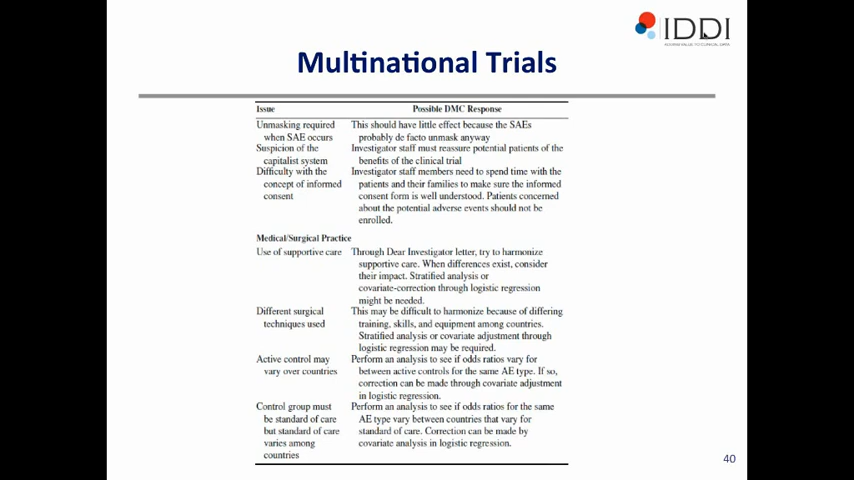 IDDI
Multinational Trials
Issue Possible DMC Response
Unmasking required This should have little effect because the SAEs
when SAE occurs probably de facto unmask anyway
Suspicion of the Investigator staff must reassure potential patients of the
capitalist system benefits of the clinical trial
Difficulty with the Investigator staff members need to spend time with the
concept of informed patients and their families to make sure the informed
consent consent form is well understood. Patients concerned
about the potential adverse events should not be
enrolled.
Medical/Surgical Practice
Use of supportive care Through Dear Investigator letter, try to harmonize
supportive care. When differences exist, consider
their impact. Stratified analysis or
covariate-correction through logistic regression
might be needed.
Different surgical This may be difficult to harmonize because of differing
techniques used training, skills, and equipment among countries.
Stratified analysis or covariate adjustment through
logistic regression may be required.
Active control may Perform an analysis to see if odds ratios vary for
vary over countries between active controls for the same AE type. If so,
correction can be made through covariate adjustment
in logistic regression.
Control group must Perform an analysis to see if odds ratios for the same
be standard of care AE type vary between countries that vary for
but standard of care standard of care. Correction can be made by
varies among covariate analysis in logistic regression.
countries
40